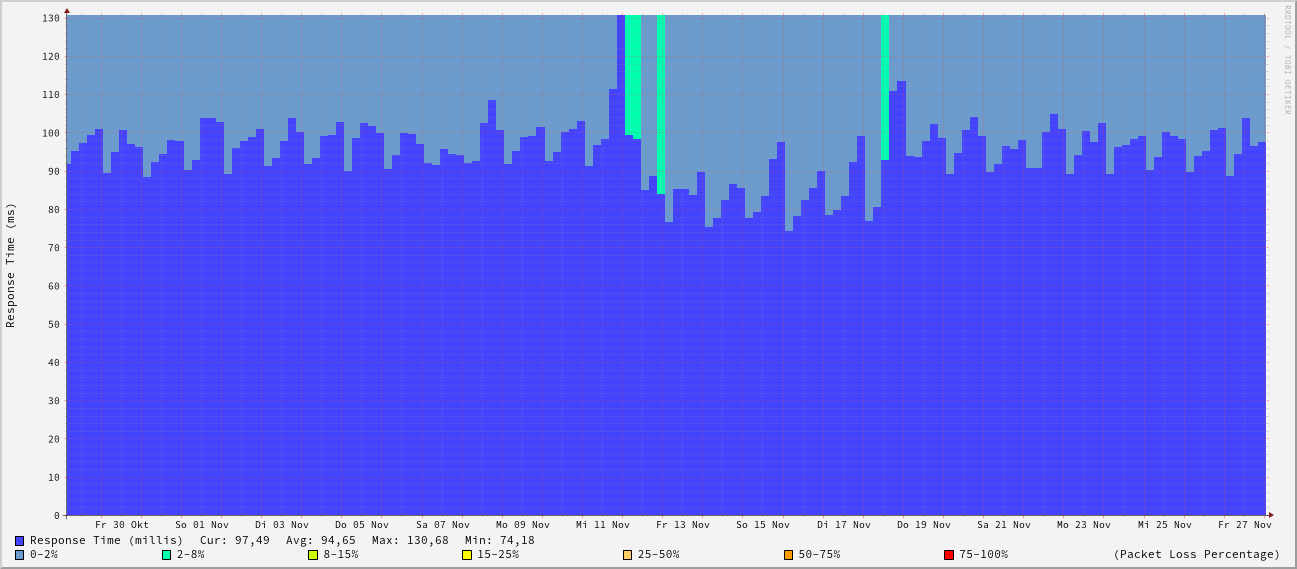 RRDTOOL / TOBI OETIKER
130
120
110
100
90
80
70
60
50
40
30
20
10
0
Response Time (ms)
Fr 30 Okt So 01 Nov Di 03 Nov Do 05 Nov Sa 07 Nov Mo 09 Nov Mi 11 Nov Fr 13 Nov So 15 Nov Di 17 Nov Do 19 Nov Sa 21 Nov Mo 23 Nov Mi 25 Nov Fr 27 Nov
Response Time (millis) Cur: 97,49 Avg: 94,65 Max: 130,68 Min: 74,18
0-2% 2-8% 8-15% 15-25% 25-50% 50-75% 75-100% (Packet Loss Percentage)